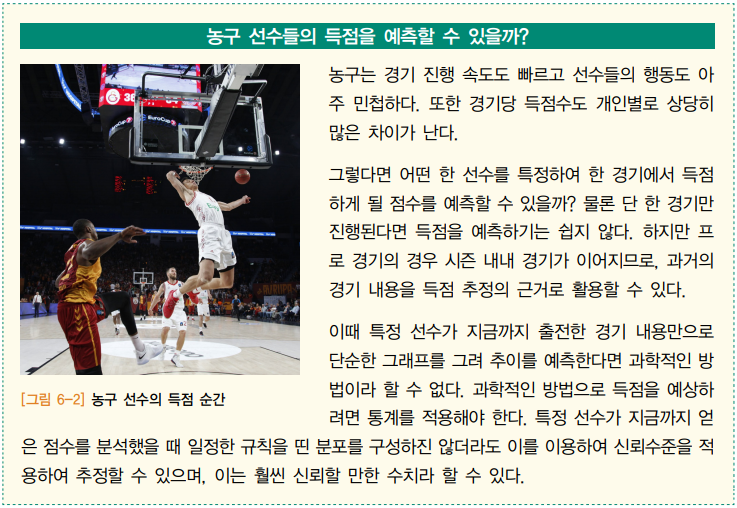 농구 선수들의 득점을 예측할 수 있을까?
농구는 경기 진행 속도도 빠르고 선수들의 행동도 아
주 민첩하다. 또한 경기당 득점수도 개인별로 상당히
많은 차이가 난다.
그렇다면 어떤 한 선수를 특정하여 한 경기에서 득점
하게 될 점수를 예측할 수 있을까? 물론 단 한 경기만
진행된다면 득점을 예측하기는 쉽지 않다. 하지만 프
로 경기의 경우 시즌 내내 경기가 이어지므로, 과거의
경기 내용을 득점 추정의 근거로 활용할 수 있다.
이때 특정 선수가 지금까지 출전한 경기 내용만으로
단순한 그래프를 그려 추이를 예측한다면 과학적인 방
법이라 할 수 없다. 과학적인 방법으로 득점을 예상하
려면 통계를 적용해야 한다. 특정 선수가 지금까지 얻
은 점수를 분석했을 때 일정한 규칙을 띤 분포를 구성하진 않더라도 이를 이용하여 신뢰수준을 적
용하여 추정할 수 있으며, 이는 훨씬 신뢰할 만한 수치라 할 수 있다.
EuroCup
[그림 6-2] 농구 선수의 득점 순간